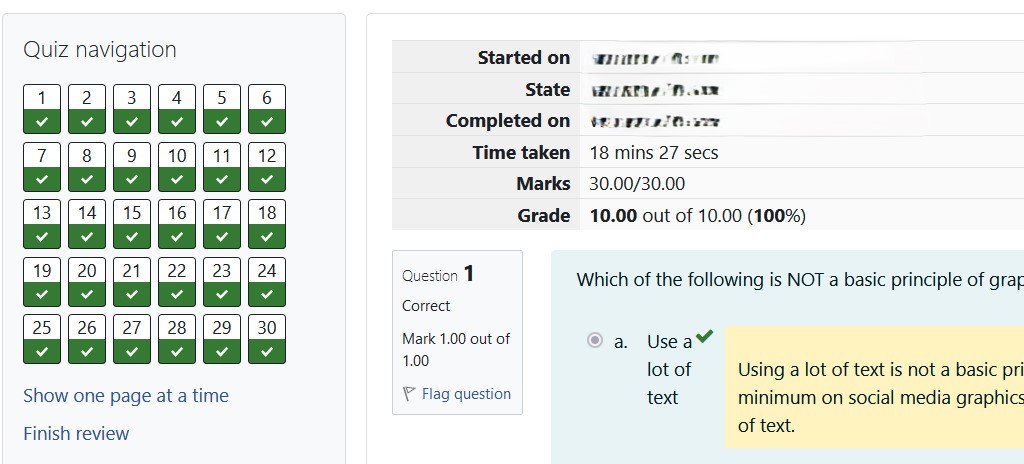 Quiz navigation
1 2 3 4 5 6
7 8 9 10 11 12
13 14 15 16 17 18
19 20 21 22 23 24
25 26 27 28 29 30
Show one page at a time
Finish review
Started on
State
Completed on
Time taken 18 mins 27 secs
Marks 30.00/30.00
Grade 10.00 out of 10.00 (100%)
Question 1
Correct
Mark 1.00 out of
1.00
Flag question
Which of the following is NOT a basic principle of
a. Use a
lot of
text
Using a lot of text is not a basic
minimum on social media graphics
of text.